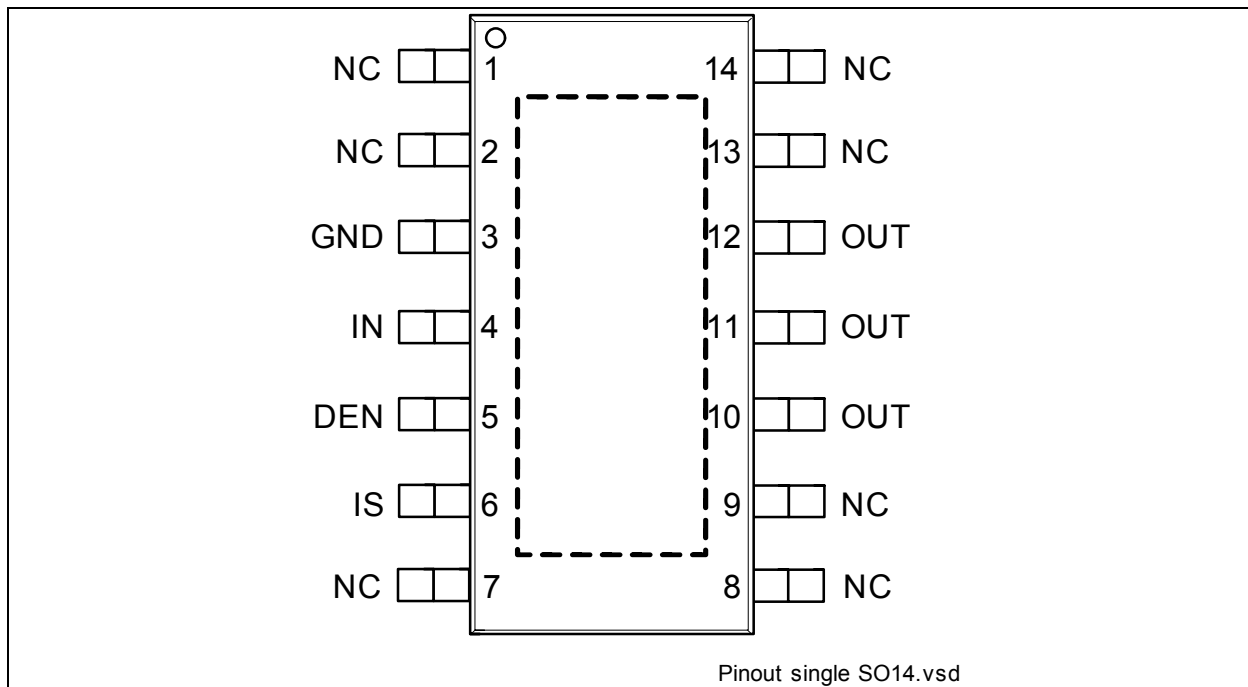 NC 1 14 NC
NC 2 13 NC
GND 3 12 OUT
IN 4 11 OUT
DEN 5 10 OUT
IS 6 9 NC
NC 7 8 NC
Pinout single SO14.vsd